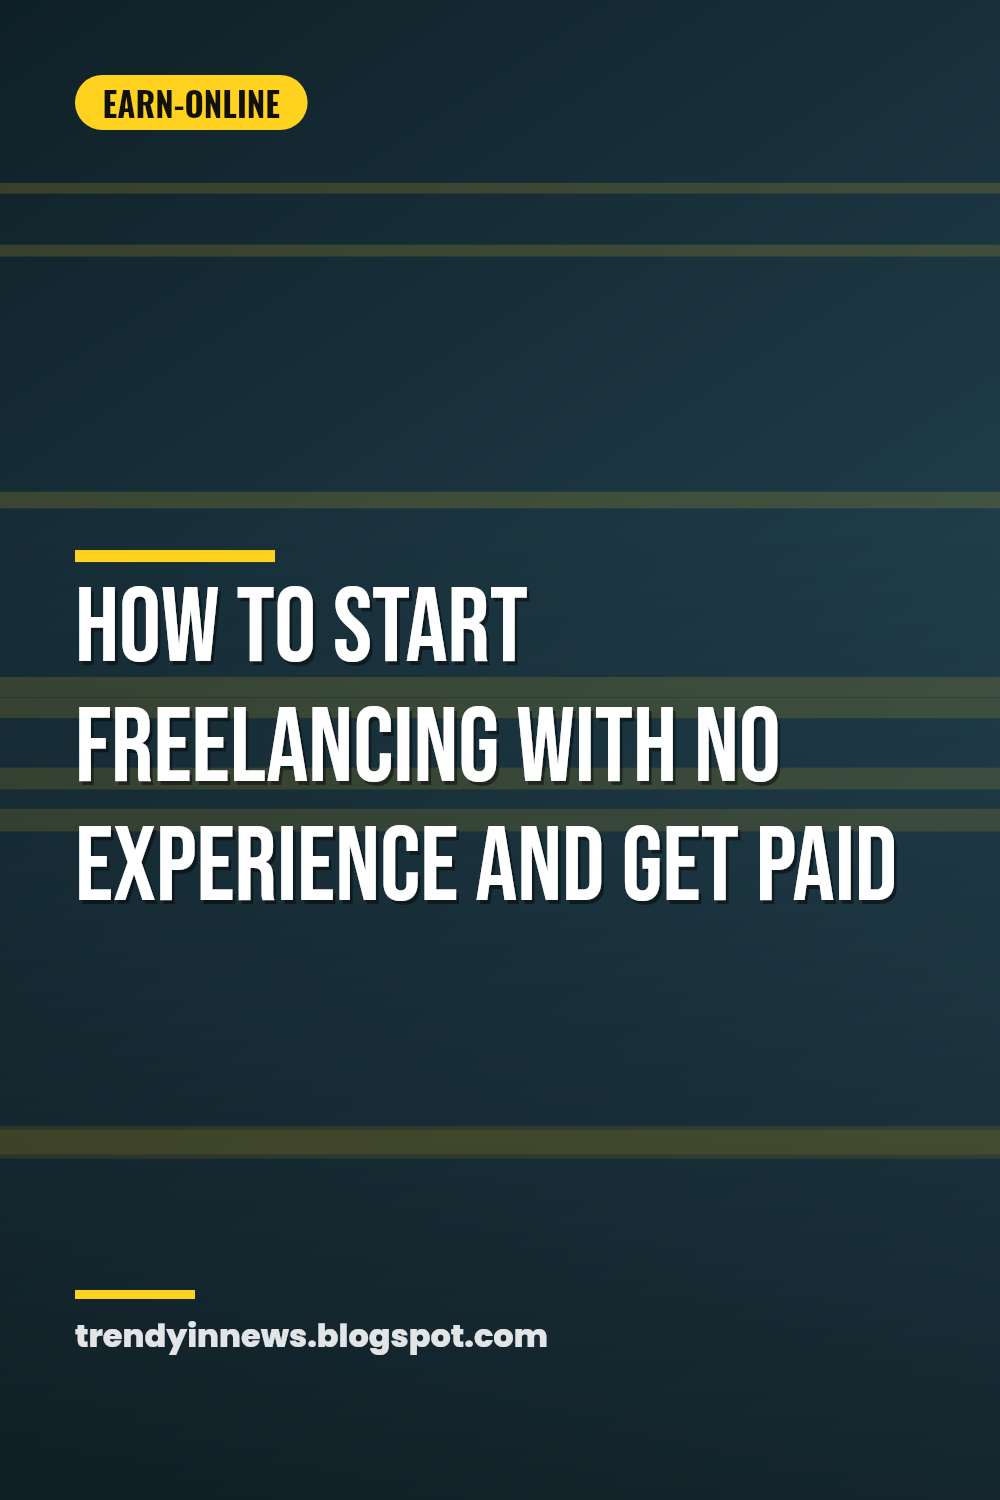 EARN-ONLINE
HOW TO START
FREELANCING WITH NO
EXPERIENCE AND GET PAID
trendyinnews.blogspot.com